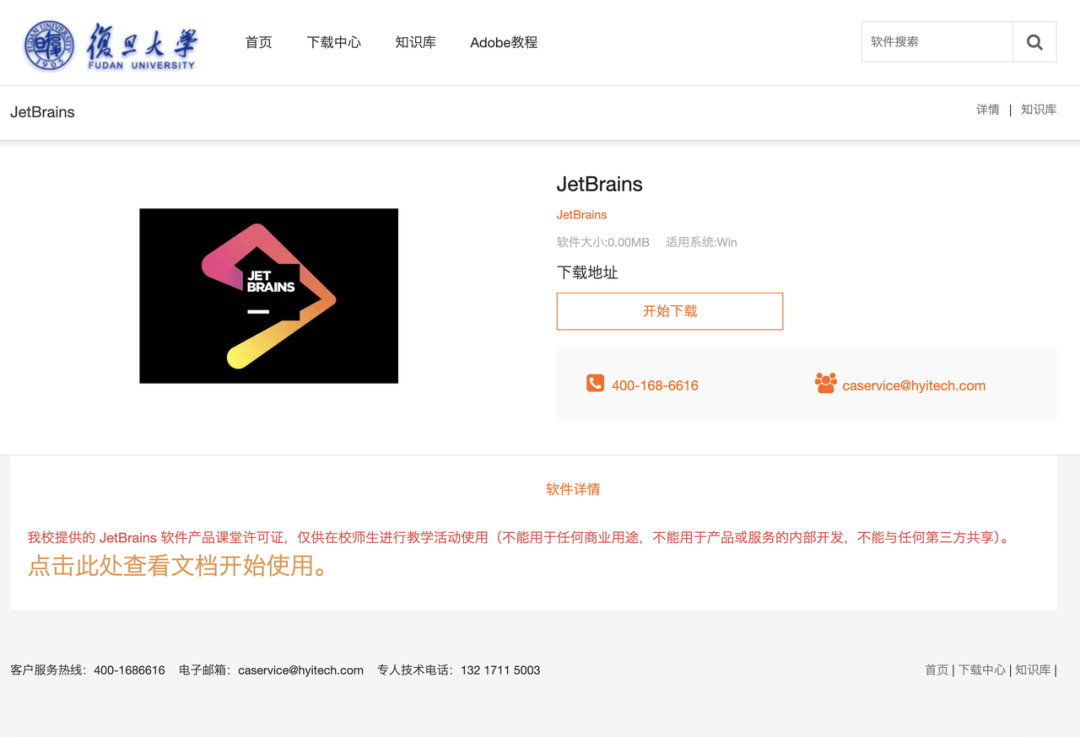 復旦大學
FUDAN UNIVERSITY
首页 下载中心 知识库 Adobe教程
软件搜索
JetBrains
详情 | 知识库
JET
BRAINS
JetBrains
JetBrains
软件大小:0.00MB 适用系统:Win
下载地址
开始下载
400-168-6616 caservice@hyitech.com
软件详情
我校提供的 JetBrains 软件产品课堂许可证，仅供在校师生进行教学活动使用（不能用于任何商业用途，不能用于产品或服务的内部开发，不能与任何第三方共享）。
点击此处查看文档开始使用。
客户服务热线：400-1686616 电子邮箱：caservice@hyitech.com 专人技术电话：132 1711 5003
首页 | 下载中心 | 知识库 |